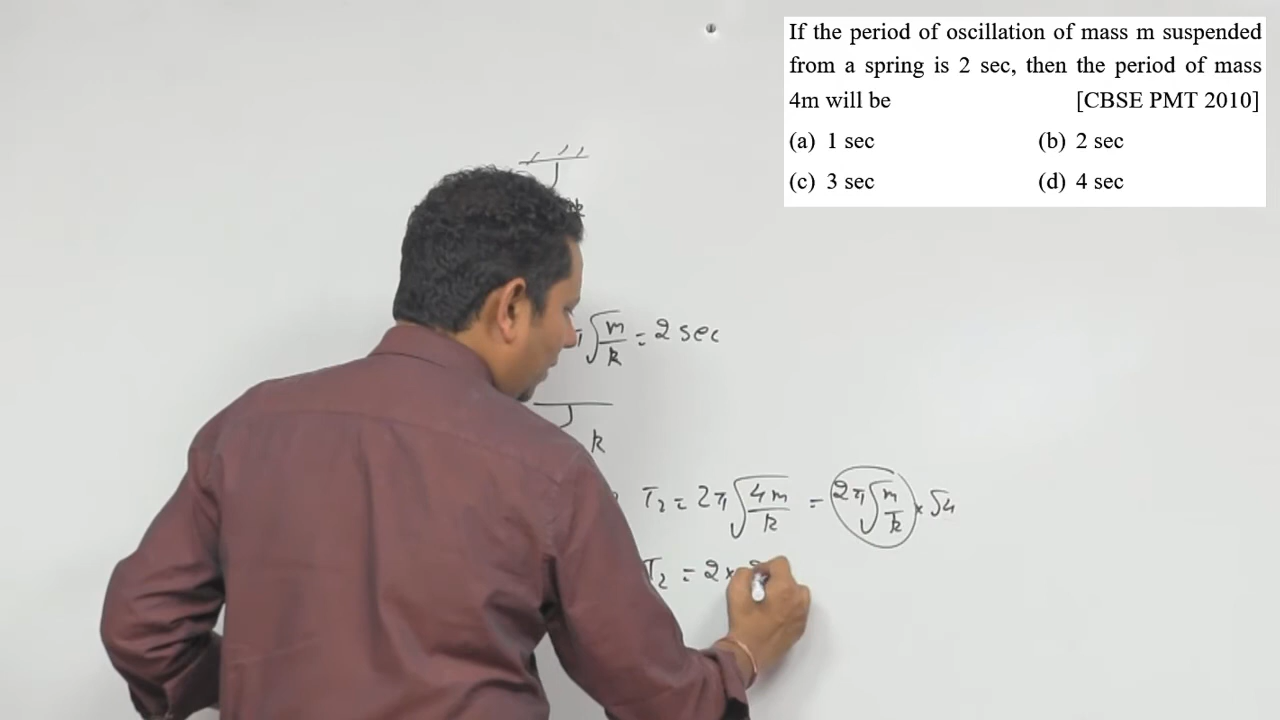 If the period of oscillation of mass m suspended
from a spring is 2 sec, then the period of mass
4m will be [CBSE PMT 2010]
(a) 1 sec (b) 2 sec
(c) 3 sec (d) 4 sec
k
√m/k = 2 sec
k
T₂ = 2π√4m/k = 2π√m/k × √4
T₂ = 2 ×